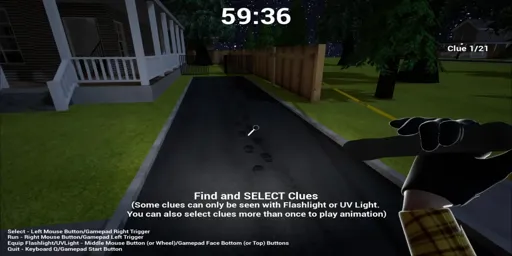 59:36
Clue 1/21
Find and SELECT Clues
(Some clues can only be seen with Flashlight or UV Light.
You can also select clues more than once to play animation)
Select - Left Mouse Button/Gamepad Right Trigger
Run - Right Mouse Button/Gamepad Left Trigger
Equip Flashlight/UVLight - Middle Mouse Button (or Wheel)/Gamepad Face Bottom (or Top) Buttons
Quit - Keyboard Q/Gamepad Start Button